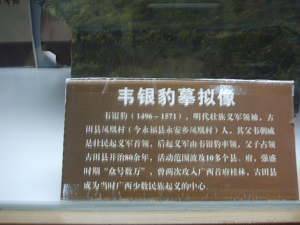 韦银豹摹拟像
韦银豹(1496-1571),明代壮族义军领袖,古
田县凤凰村(今永福县永安乡凤凰村)人,其父韦朝威
是壮民起义军首领,后起义军由韦银豹率领,父子占领
古田县并治80余年,活动范围波及10多个县、府,强盛
时期“众号数万”,曾两次攻入广西首府桂林,古田县
成为当时广西少数民族起义的中心。